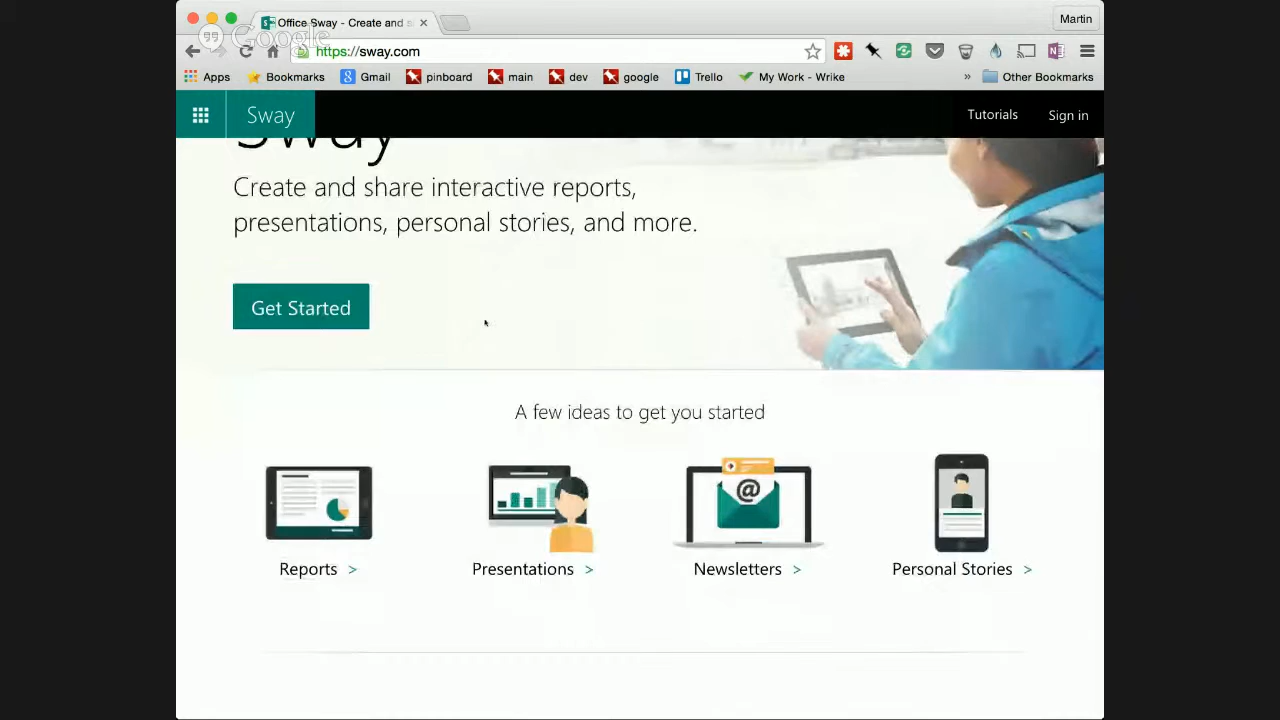 Office Sway - Create and s
Martin
Google
https://sway.com
Apps
Bookmarks
Gmail
pinboard
main
dev
google
Trello
My Work - Wrike
»
Other Bookmarks
Sway
Tutorials
Sign in
Sway
Create and share interactive reports,
presentations, personal stories, and more.
Get Started
A few ideas to get you started
@
Reports >
Presentations >
Newsletters >
Personal Stories >